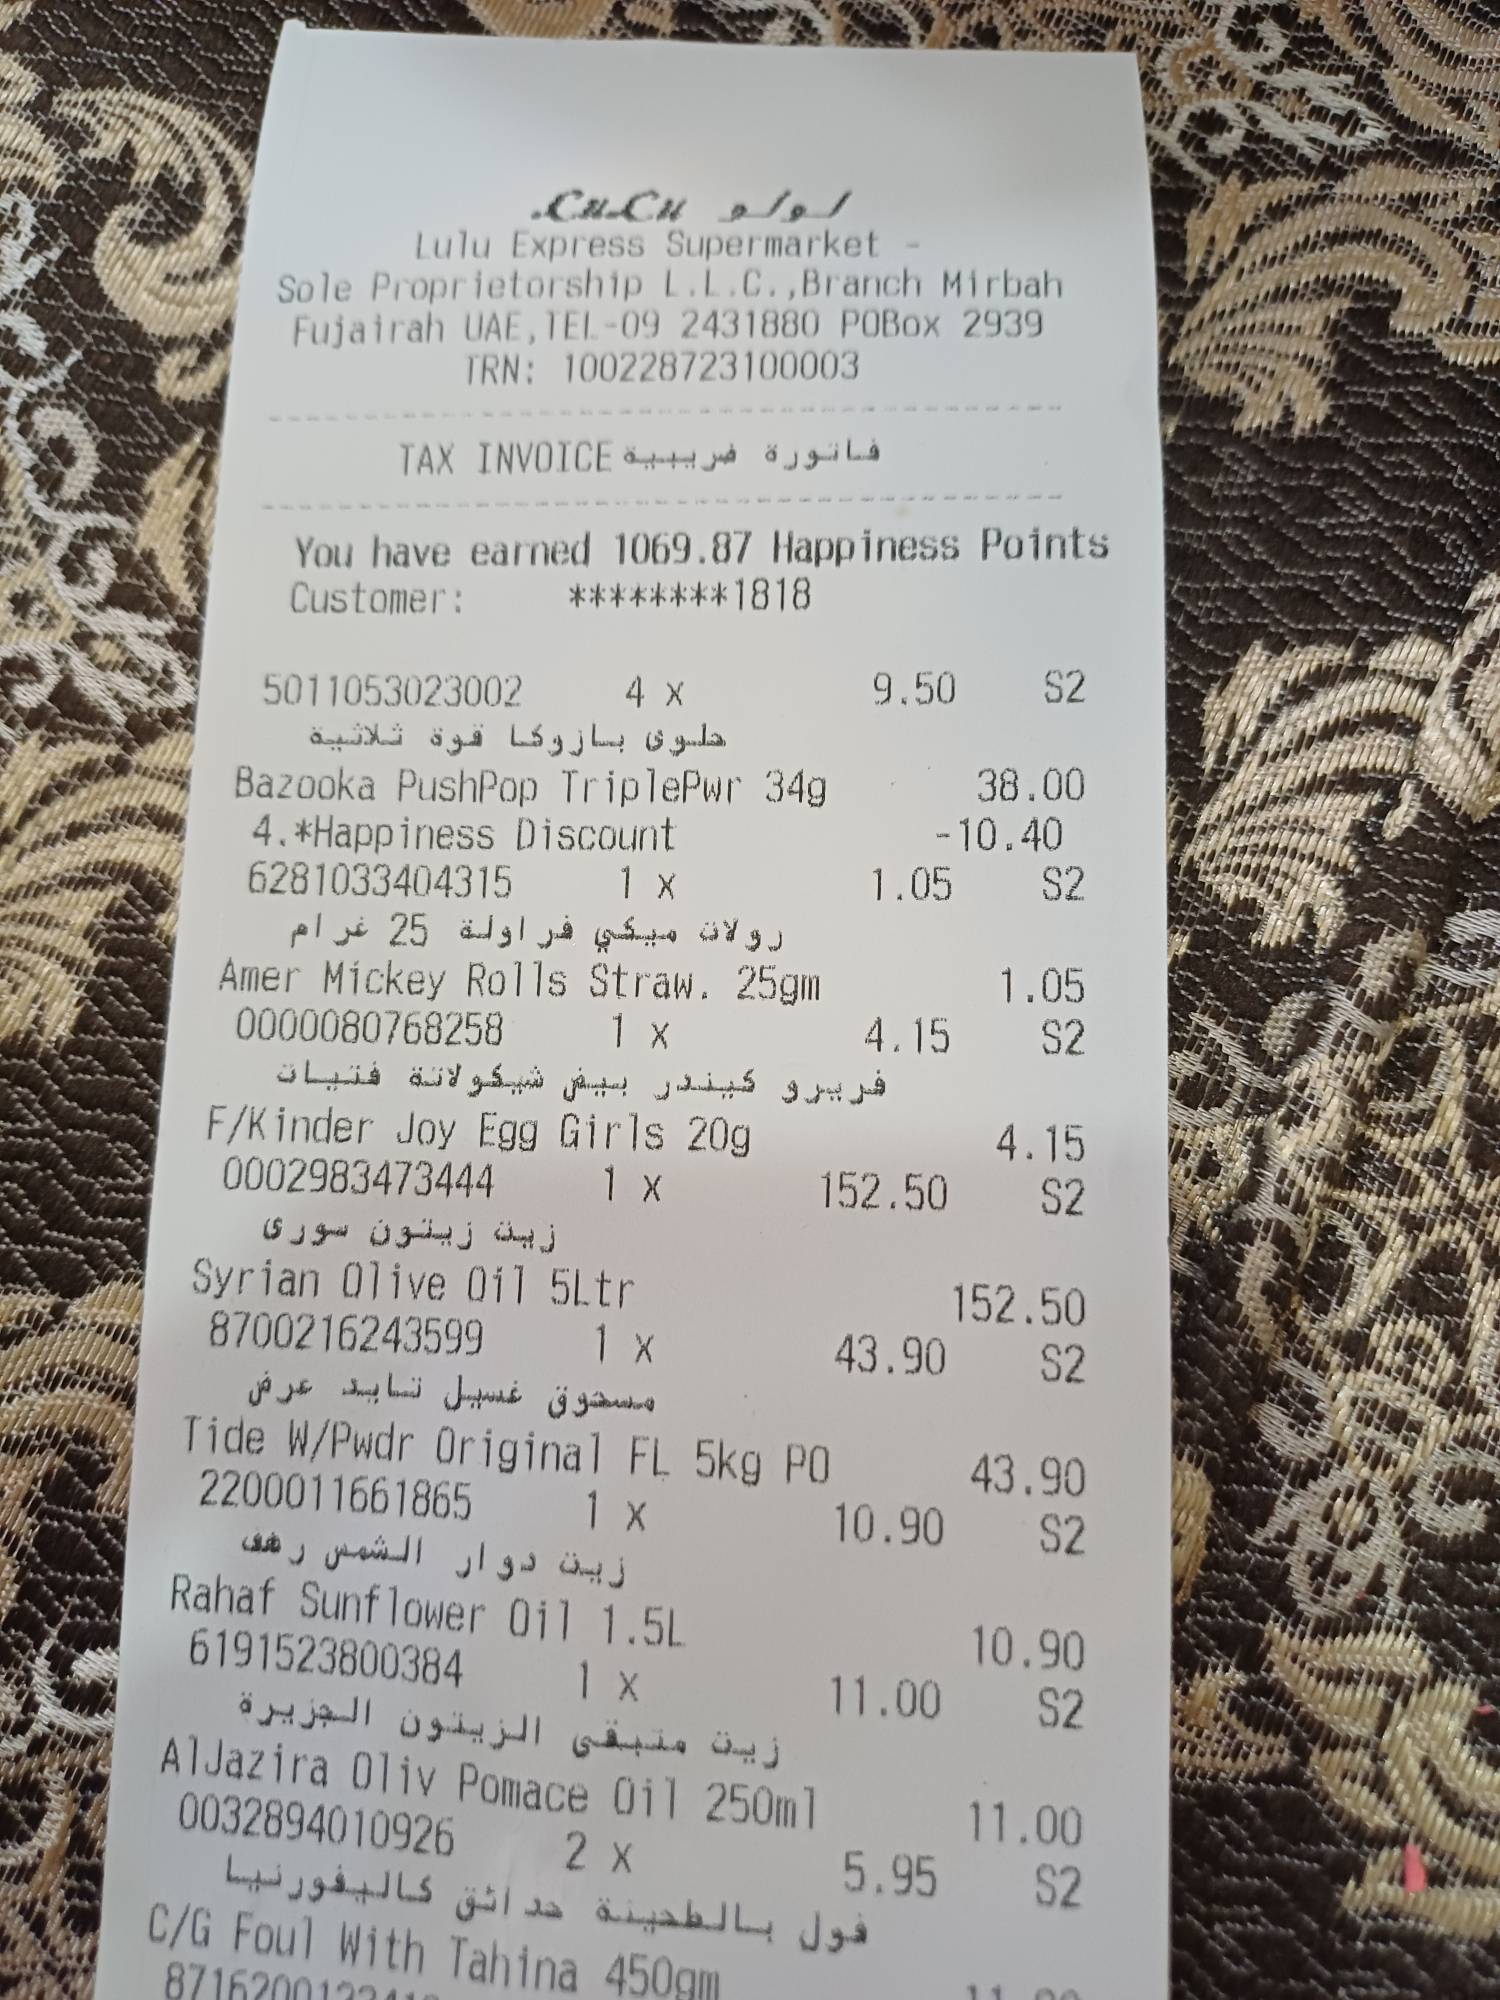 LuLu لولو
Lulu Express Supermarket -
Sole Proprietorship L.L.C.,Branch Mirbah
Fujairah UAE,TEL-09 2431880 POBox 2939
TRN: 100228723100003
TAX INVOICE فاتورة ضريبية
You have earned 1069.87 Happiness Points
Customer: ********1818
5011053023002 4 x 9.50 S2
حلوى بازوكا قوة ثلاثية
Bazooka PushPop TriplePwr 34g 38.00
4.*Happiness Discount -10.40
6281033404315 1 x 1.05 S2
رولات ميكي فراولة 25 غرام
Amer Mickey Rolls Straw. 25gm 1.05
0000080768258 1 x 4.15 S2
فريرو كيندر بيض شيكولاتة فتيات
F/Kinder Joy Egg Girls 20g 4.15
0002983473444 1 x 152.50 S2
زيت زيتون سورى
Syrian Olive Oil 5Ltr 152.50
8700216243599 1 x 43.90 S2
مسحوق غسيل تايد عرض
Tide W/Pwdr Original FL 5kg PO 43.90
2200011661865 1 x 10.90 S2
زيت دوار الشمس رهف
Rahaf Sunflower Oil 1.5L 10.90
6191523800384 1 x 11.00 S2
زيت متبقى الزيتون الجزيرة
AlJazira Oliv Pomace Oil 250ml 11.00
0032894010926 2 x 5.95 S2
فول بالطحينة حدائق كاليفورنيا
C/G Foul With Tahina 450gm